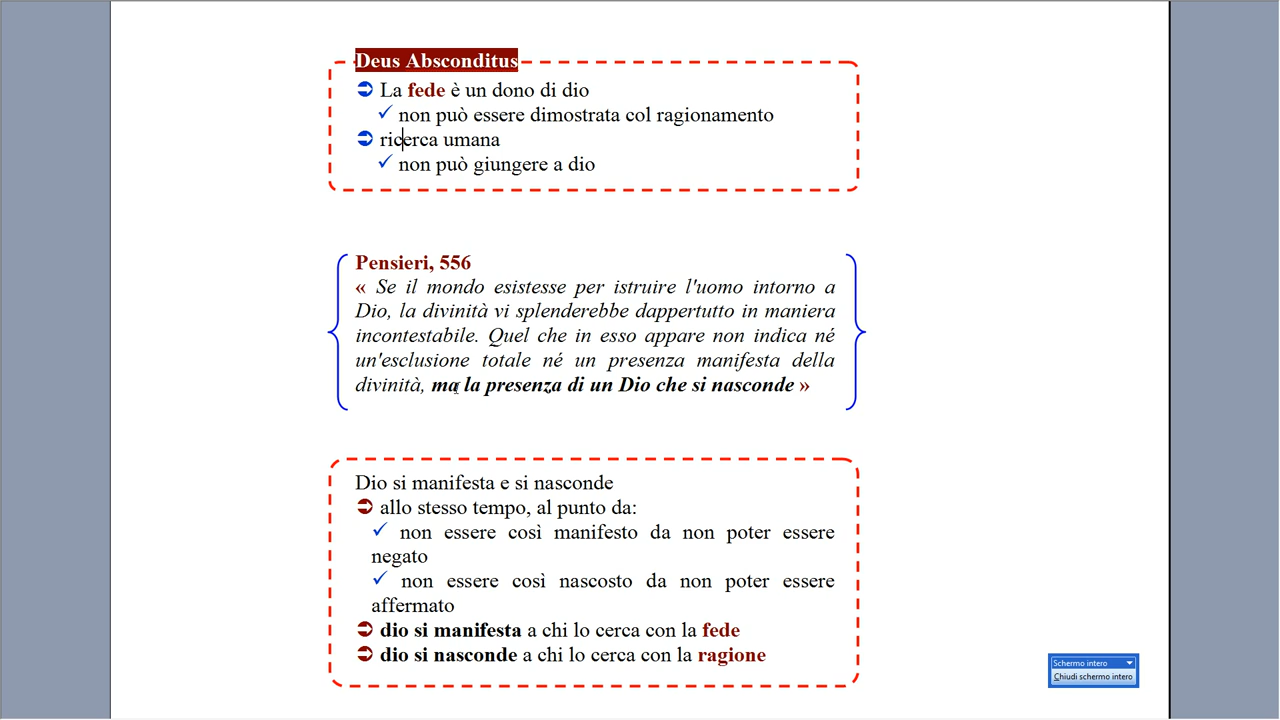 Deus Absconditus
La fede è un dono di dio
non può essere dimostrata col ragionamento
ricerca umana
non può giungere a dio
Pensieri, 556
« Se il mondo esistesse per istruire l'uomo intorno a
Dio, la divinità vi splenderebbe dappertutto in maniera
incontestabile. Quel che in esso appare non indica né
un'esclusione totale né un presenza manifesta della
divinità, ma la presenza di un Dio che si nasconde »
Dio si manifesta e si nasconde
allo stesso tempo, al punto da:
non essere così manifesto da non poter essere
negato
non essere così nascosto da non poter essere
affermato
dio si manifesta a chi lo cerca con la fede
dio si nasconde a chi lo cerca con la ragione
Schermo intero
Chiudi schermo intero